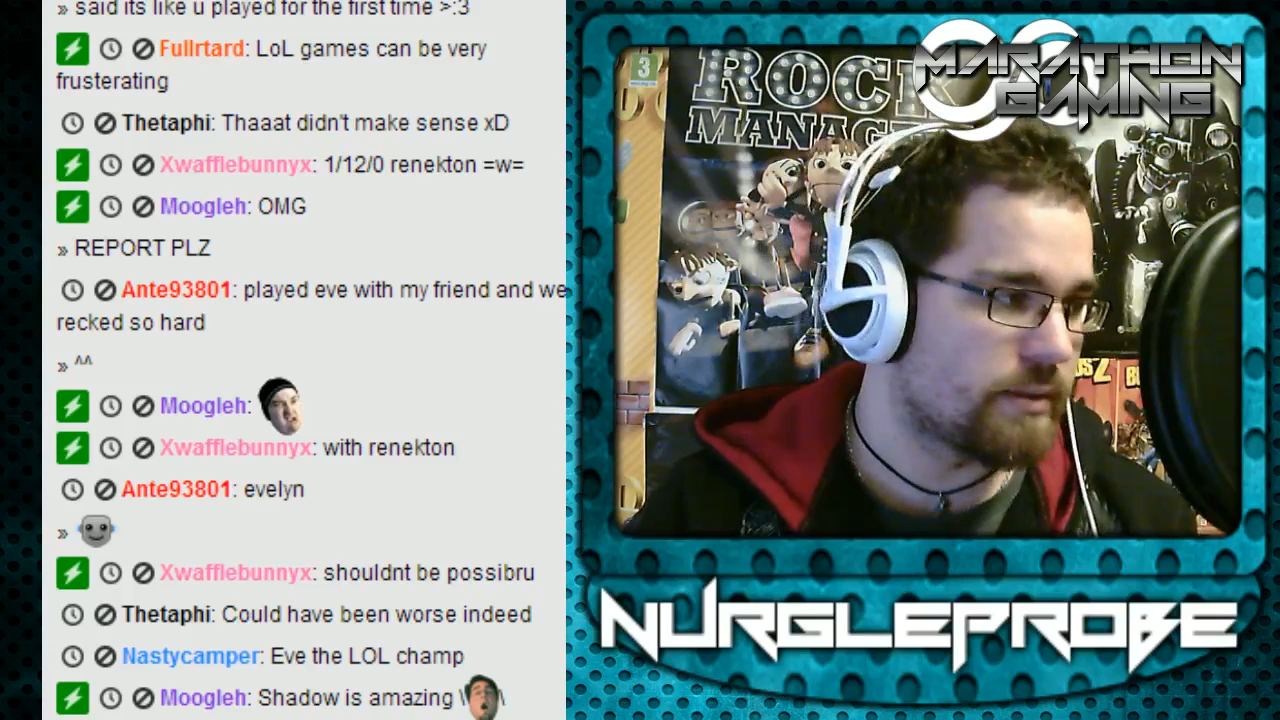 » said its like u played for the first time >:3
Fullrtard: LoL games can be very
frusterating
Thetaphi: Thaaat didn't make sense xD
Xwafflebunnyx: 1/12/0 renekton =w=
Moogleh: OMG
» REPORT PLZ
Ante93801: played eve with my friend and we
recked so hard
» ^^
Moogleh:
Xwafflebunnyx: with renekton
Ante93801: evelyn
»
Xwafflebunnyx: shouldnt be possibru
Thetaphi: Could have been worse indeed
Nastycamper: Eve the LOL champ
Moogleh: Shadow is amazing \ \
MARATHON
GAMING
3
ROCK
MANAG
NURGLEPROBE